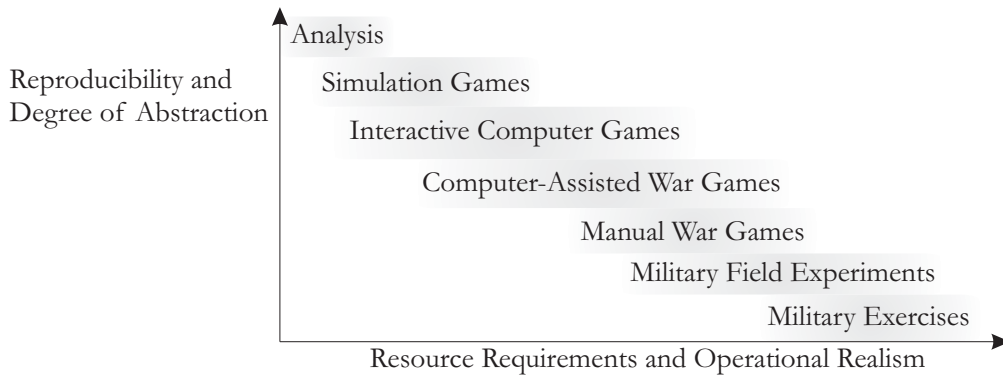 Analysis
Reproducibility and
Degree of Abstraction
Simulation Games
Interactive Computer Games
Computer-Assisted War Games
Manual War Games
Military Field Experiments
Military Exercises
Resource Requirements and Operational Realism